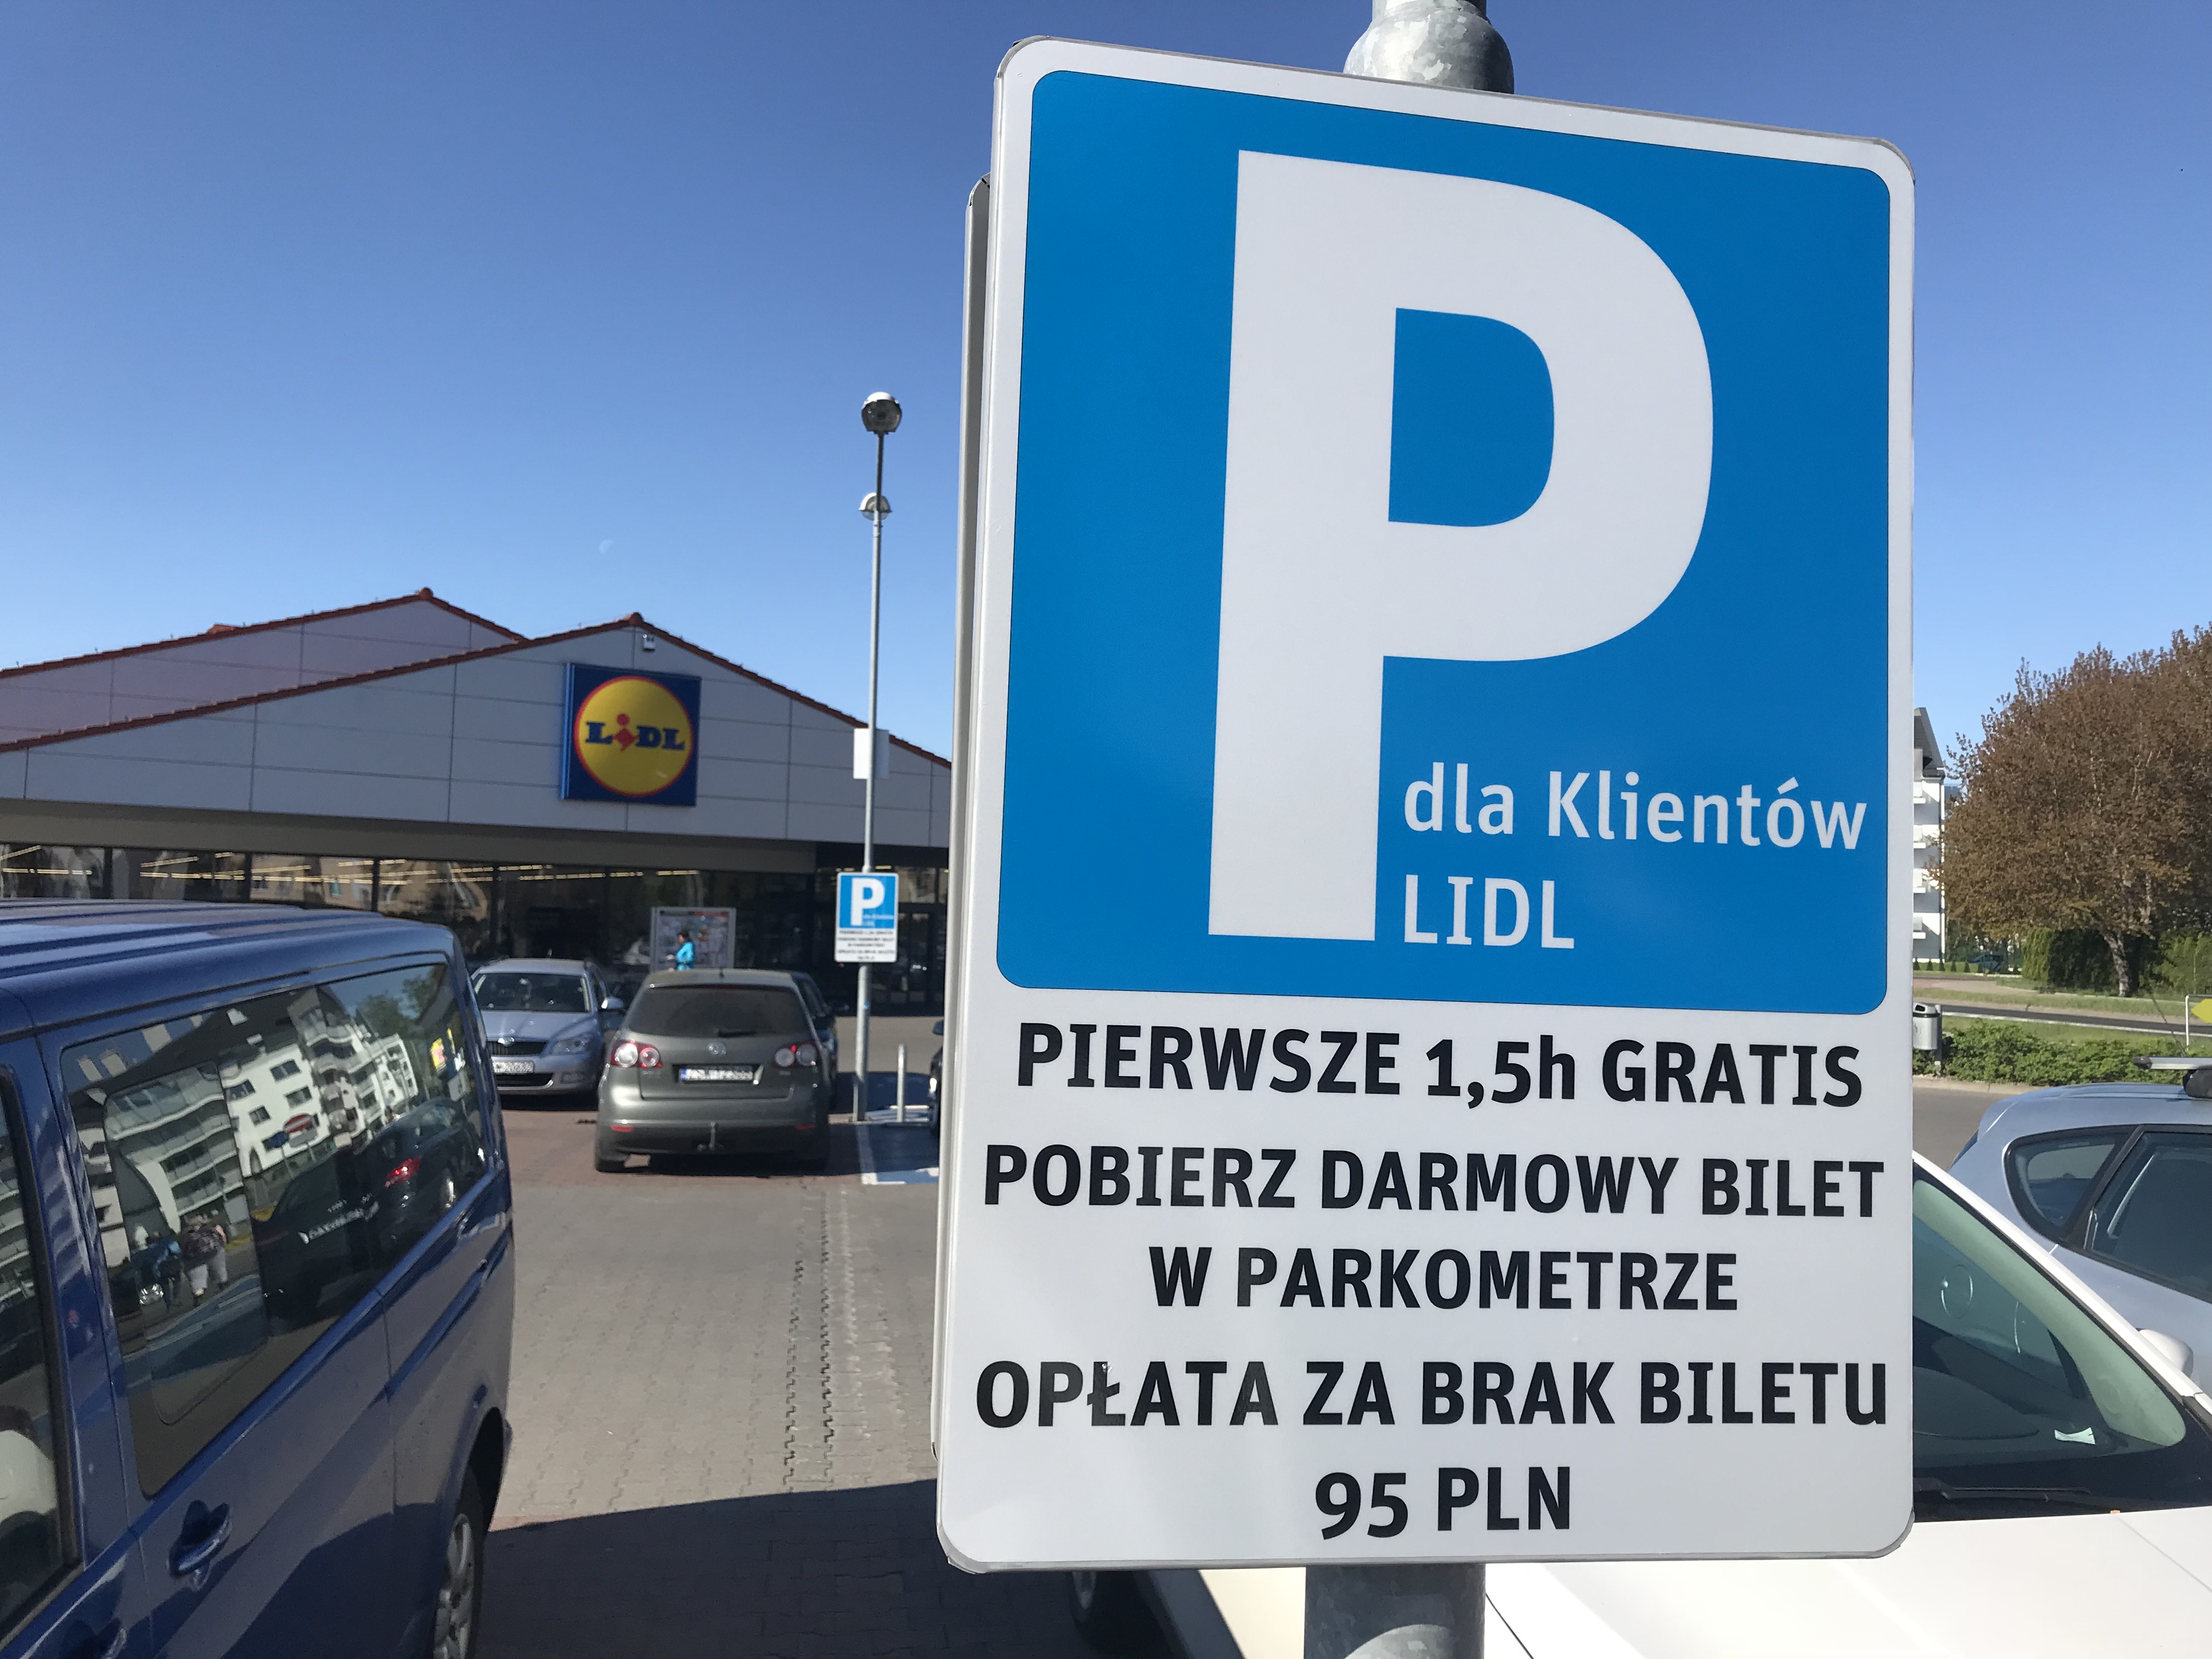 P
dla Klientów
LIDL
PIERWSZE 1,5h GRATIS
POBIERZ DARMOWY BILET
W PARKOMETRZE
OPŁATA ZA BRAK BILETU
95 PLN
LIDL
P